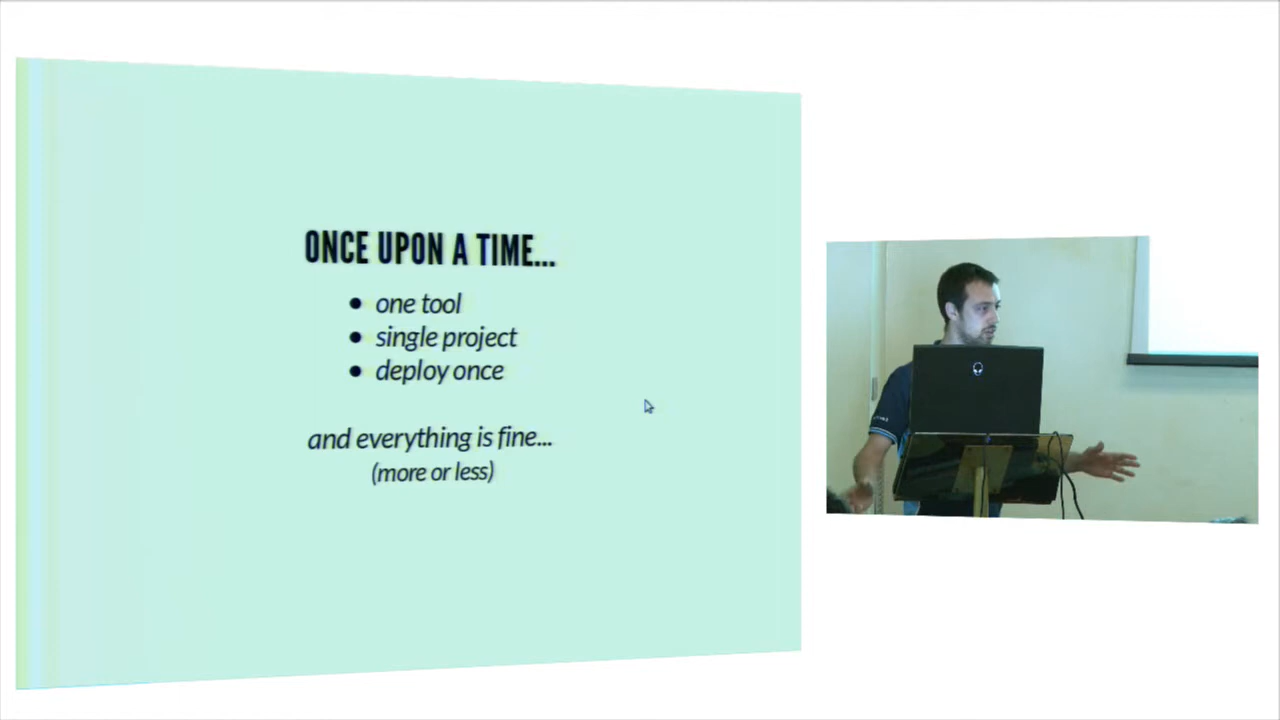 ONCE UPON A TIME...
one tool
single project
deploy once
and everything is fine...
(more or less)